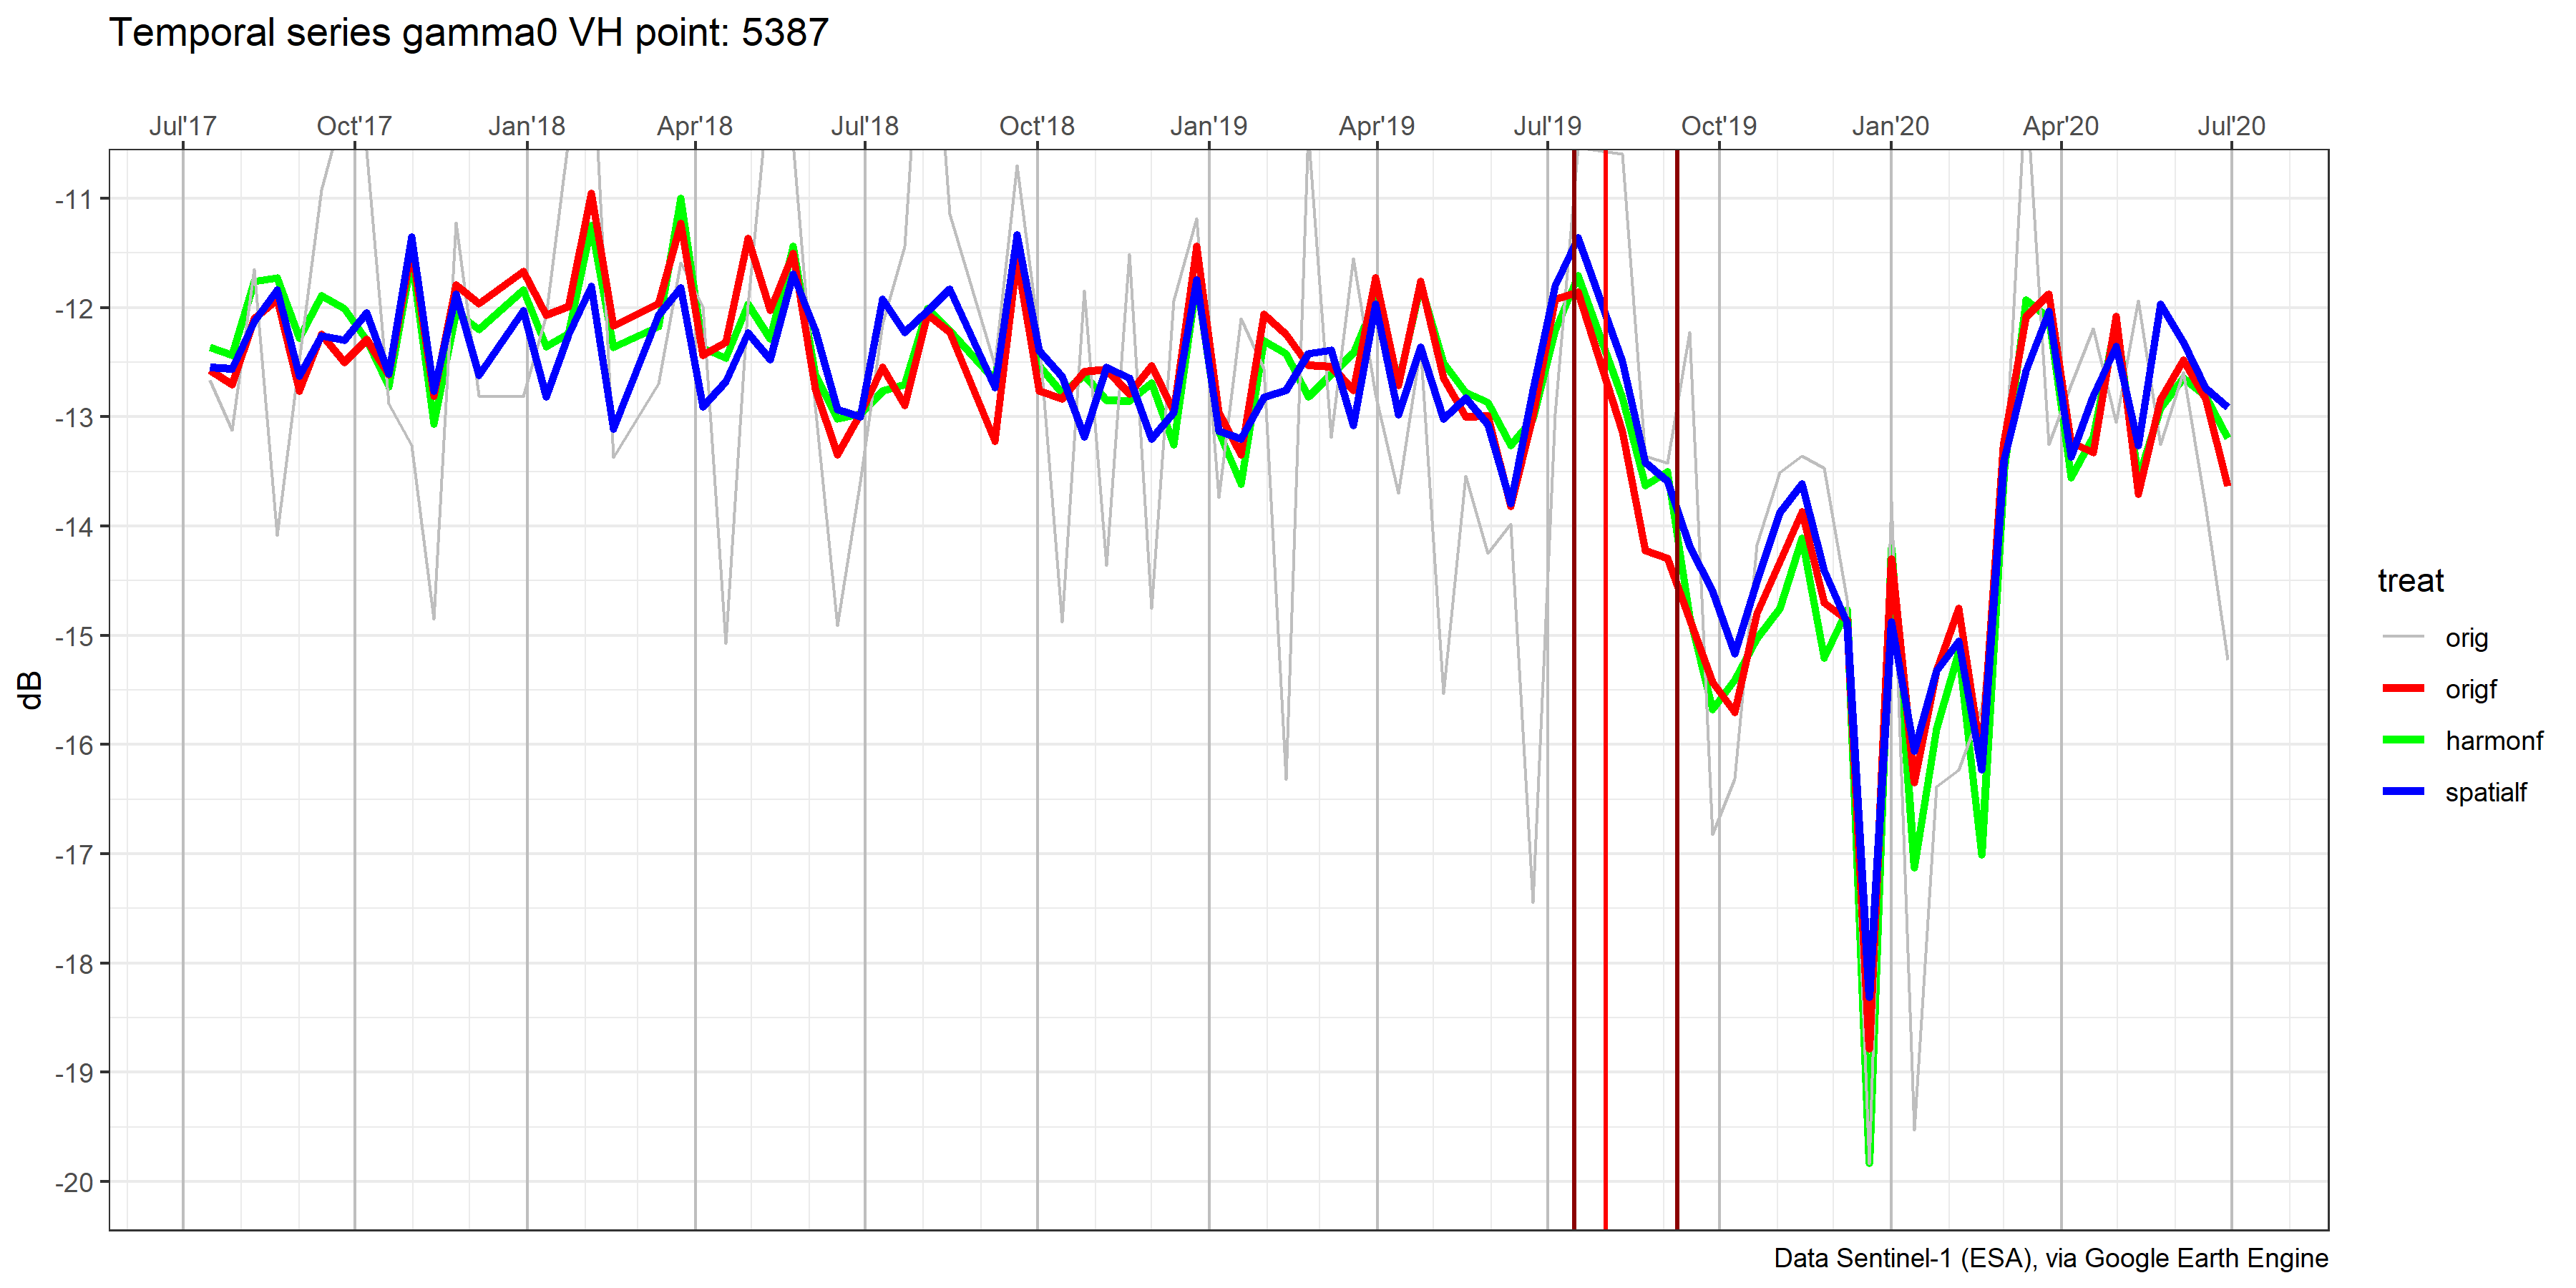 Temporal series gamma0 VH point: 5387
Jul'17 Oct'17 Jan'18 Apr'18 Jul'18 Oct'18 Jan'19 Apr'19 Jul'19 Oct'19 Jan'20 Apr'20 Jul'20
-11
-12
-13
-14
-15
-16
-17
-18
-19
-20
dB
treat
orig
origf
harmonf
spatialf
Data Sentinel-1 (ESA), via Google Earth Engine